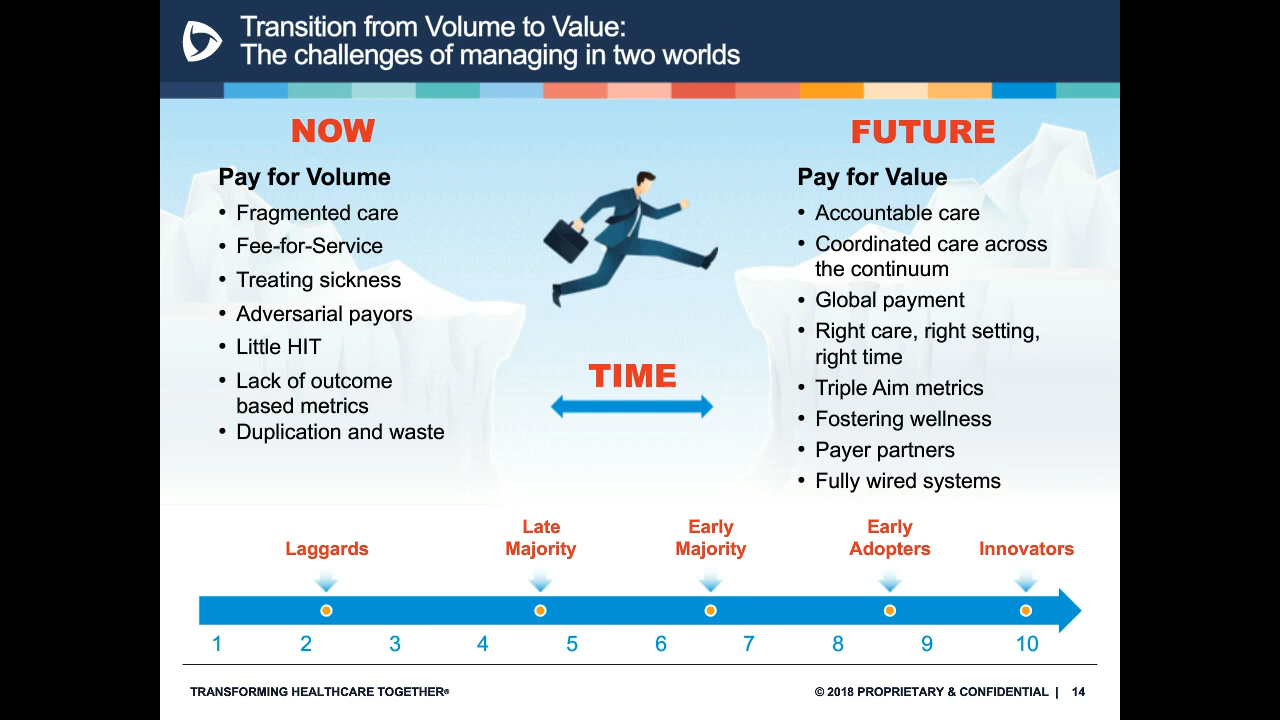 Transition from Volume to Value:
The challenges of managing in two worlds
NOW
Pay for Volume
• Fragmented care
• Fee-for-Service
• Treating sickness
• Adversarial payors
• Little HIT
• Lack of outcome
based metrics
• Duplication and waste
TIME
FUTURE
Pay for Value
• Accountable care
• Coordinated care across
the continuum
• Global payment
• Right care, right setting,
right time
• Triple Aim metrics
• Fostering wellness
• Payer partners
• Fully wired systems
Laggards
Late
Majority
Early
Majority
Early
Adopters
Innovators
1 2 3 4 5 6 7 8 9 10
TRANSFORMING HEALTHCARE TOGETHER®
© 2018 PROPRIETARY & CONFIDENTIAL | 14